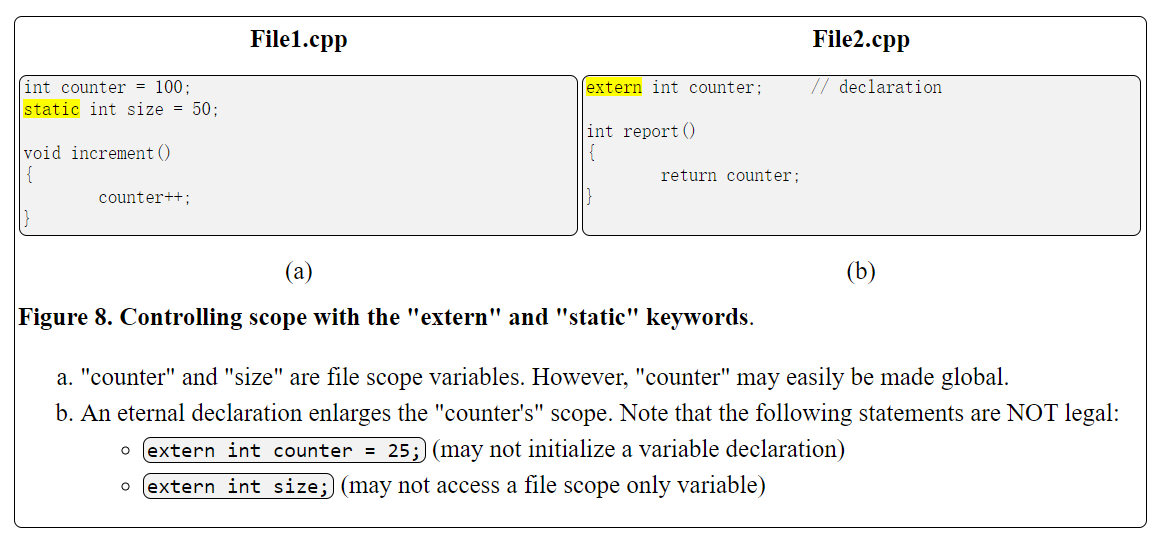 File1.cpp
File2.cpp
int counter = 100;
static int size = 50;
void increment()
{
counter++;
}
extern int counter; // declaration
int report()
{
return counter;
}
(a)
(b)
Figure 8. Controlling scope with the "extern" and "static" keywords.
a. "counter" and "size" are file scope variables. However, "counter" may easily be made global.
b. An eternal declaration enlarges the "counter's" scope. Note that the following statements are NOT legal:
extern int counter = 25; (may not initialize a variable declaration)
extern int size; (may not access a file scope only variable)